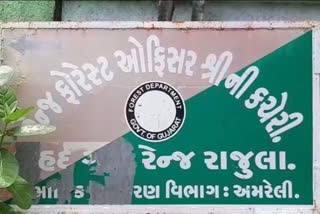 રેન્જ ફોરેસ્ટ ઓફિસર શ્રીની કચેરી.
FOREST DEPARTMENT
GOVT. OF GUJARAT
રેન્જ રાજુલા.
વિભાગ : અમરેલી.